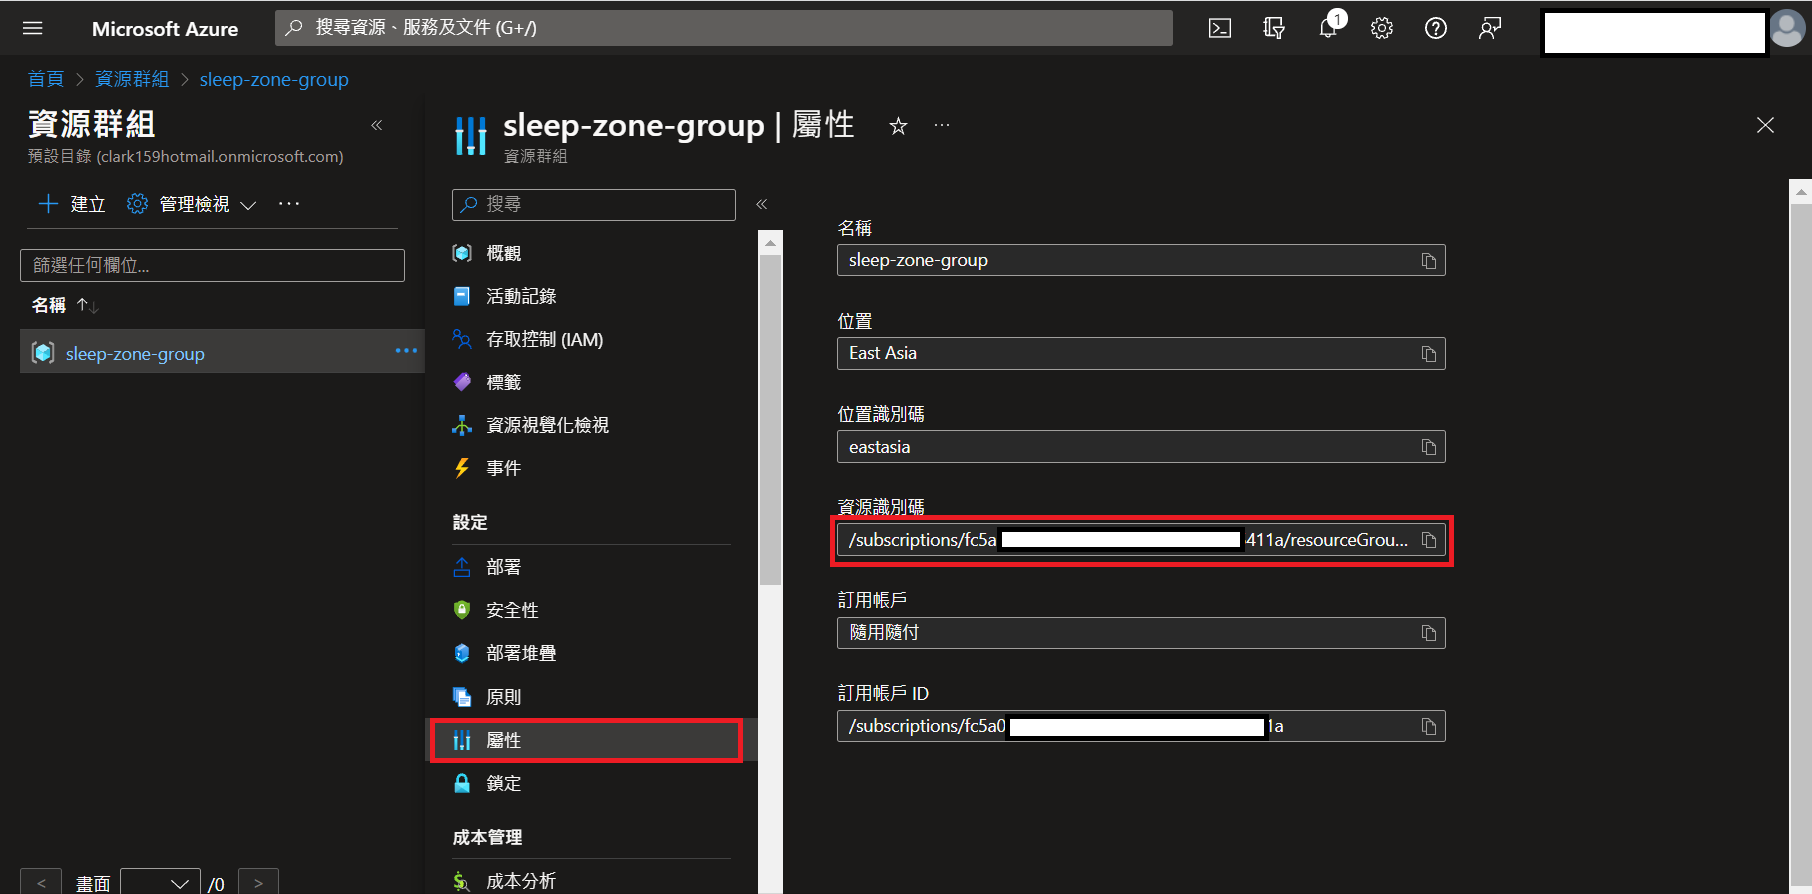 Microsoft Azure
搜尋資源、服務及文件 (G+/)
1
首頁 > 資源群組 > sleep-zone-group
資源群組
預設目錄 (clark159hotmail.onmicrosoft.com)
建立
管理檢視
...
篩選任何欄位...
名稱
sleep-zone-group
< 畫面 /0 >
sleep-zone-group | 屬性
資源群組
搜尋
概觀
活動記錄
存取控制 (IAM)
標籤
資源視覺化檢視
事件
設定
部署
安全性
部署堆疊
原則
屬性
鎖定
成本管理
成本分析
名稱
sleep-zone-group
位置
East Asia
位置識別碼
eastasia
資源識別碼
/subscriptions/fc5a 411a/resourceGrou...
訂用帳戶
隨用隨付
訂用帳戶 ID
/subscriptions/fc5a0 1a